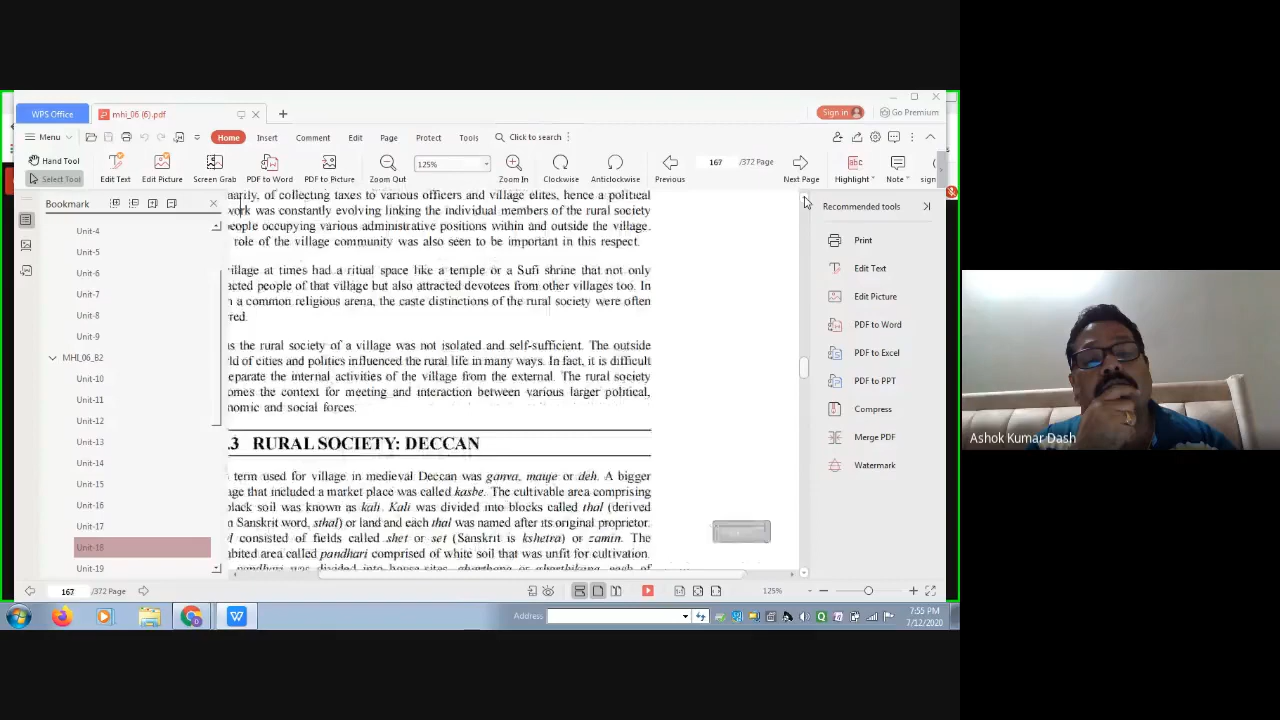 WPS Office
mhi_06 (6).pdf
Sign in
Go Premium
Menu
Home
Insert
Comment
Edit
Page
Protect
Tools
Click to search
Hand Tool
Select Tool
Edit Text
Edit Picture
Screen Grab
PDF to Word
PDF to Picture
Zoom Out
125%
Zoom In
Clockwise
Anticlockwise
Previous
167
/372 Page
Next Page
Highlight
Note
sign
Bookmark
Unit-4
Unit-5
Unit-6
Unit-7
Unit-8
Unit-9
MHI_06_B2
Unit-10
Unit-11
Unit-12
Unit-13
Unit-14
Unit-15
Unit-16
Unit-17
Unit-18
Unit-19
narily, of collecting taxes to various officers and village elites, hence a political
work was constantly evolving linking the individual members of the rural society
people occupying various administrative positions within and outside the village.
role of the village community was also seen to be important in this respect.
village at times had a ritual space like a temple or a Sufi shrine that not only
acted people of that village but also attracted devotees from other villages too. In
h a common religious arena, the caste distinctions of the rural society were often
red.
s the rural society of a village was not isolated and self-sufficient. The outside
ld of cities and politics influenced the rural life in many ways. In fact, it is difficult
eparate the internal activities of the village from the external. The rural society
omes the context for meeting and interaction between various larger political,
nomic and social forces.
.3 RURAL SOCIETY: DECCAN
term used for village in medieval Deccan was ganva, mauje or deh. A bigger
age that included a market place was called kasbe. The cultivable area comprising
black soil was known as kali. Kali was divided into blocks called thal (derived
n Sanskrit word, sthal) or land and each thal was named after its original proprietor.
l consisted of fields called shet or set (Sanskrit is kshetra) or zamin. The
abited area called pandhari comprised of white soil that was unfit for cultivation.
pandhari was divided into house-sites, gharthana or gharthikana, each of
Recommended tools
Print
Edit Text
Edit Picture
PDF to Word
PDF to Excel
PDF to PPT
Compress
Merge PDF
Watermark
167
/372 Page
125%
Address
7:55 PM
7/12/2020
Ashok Kumar Dash